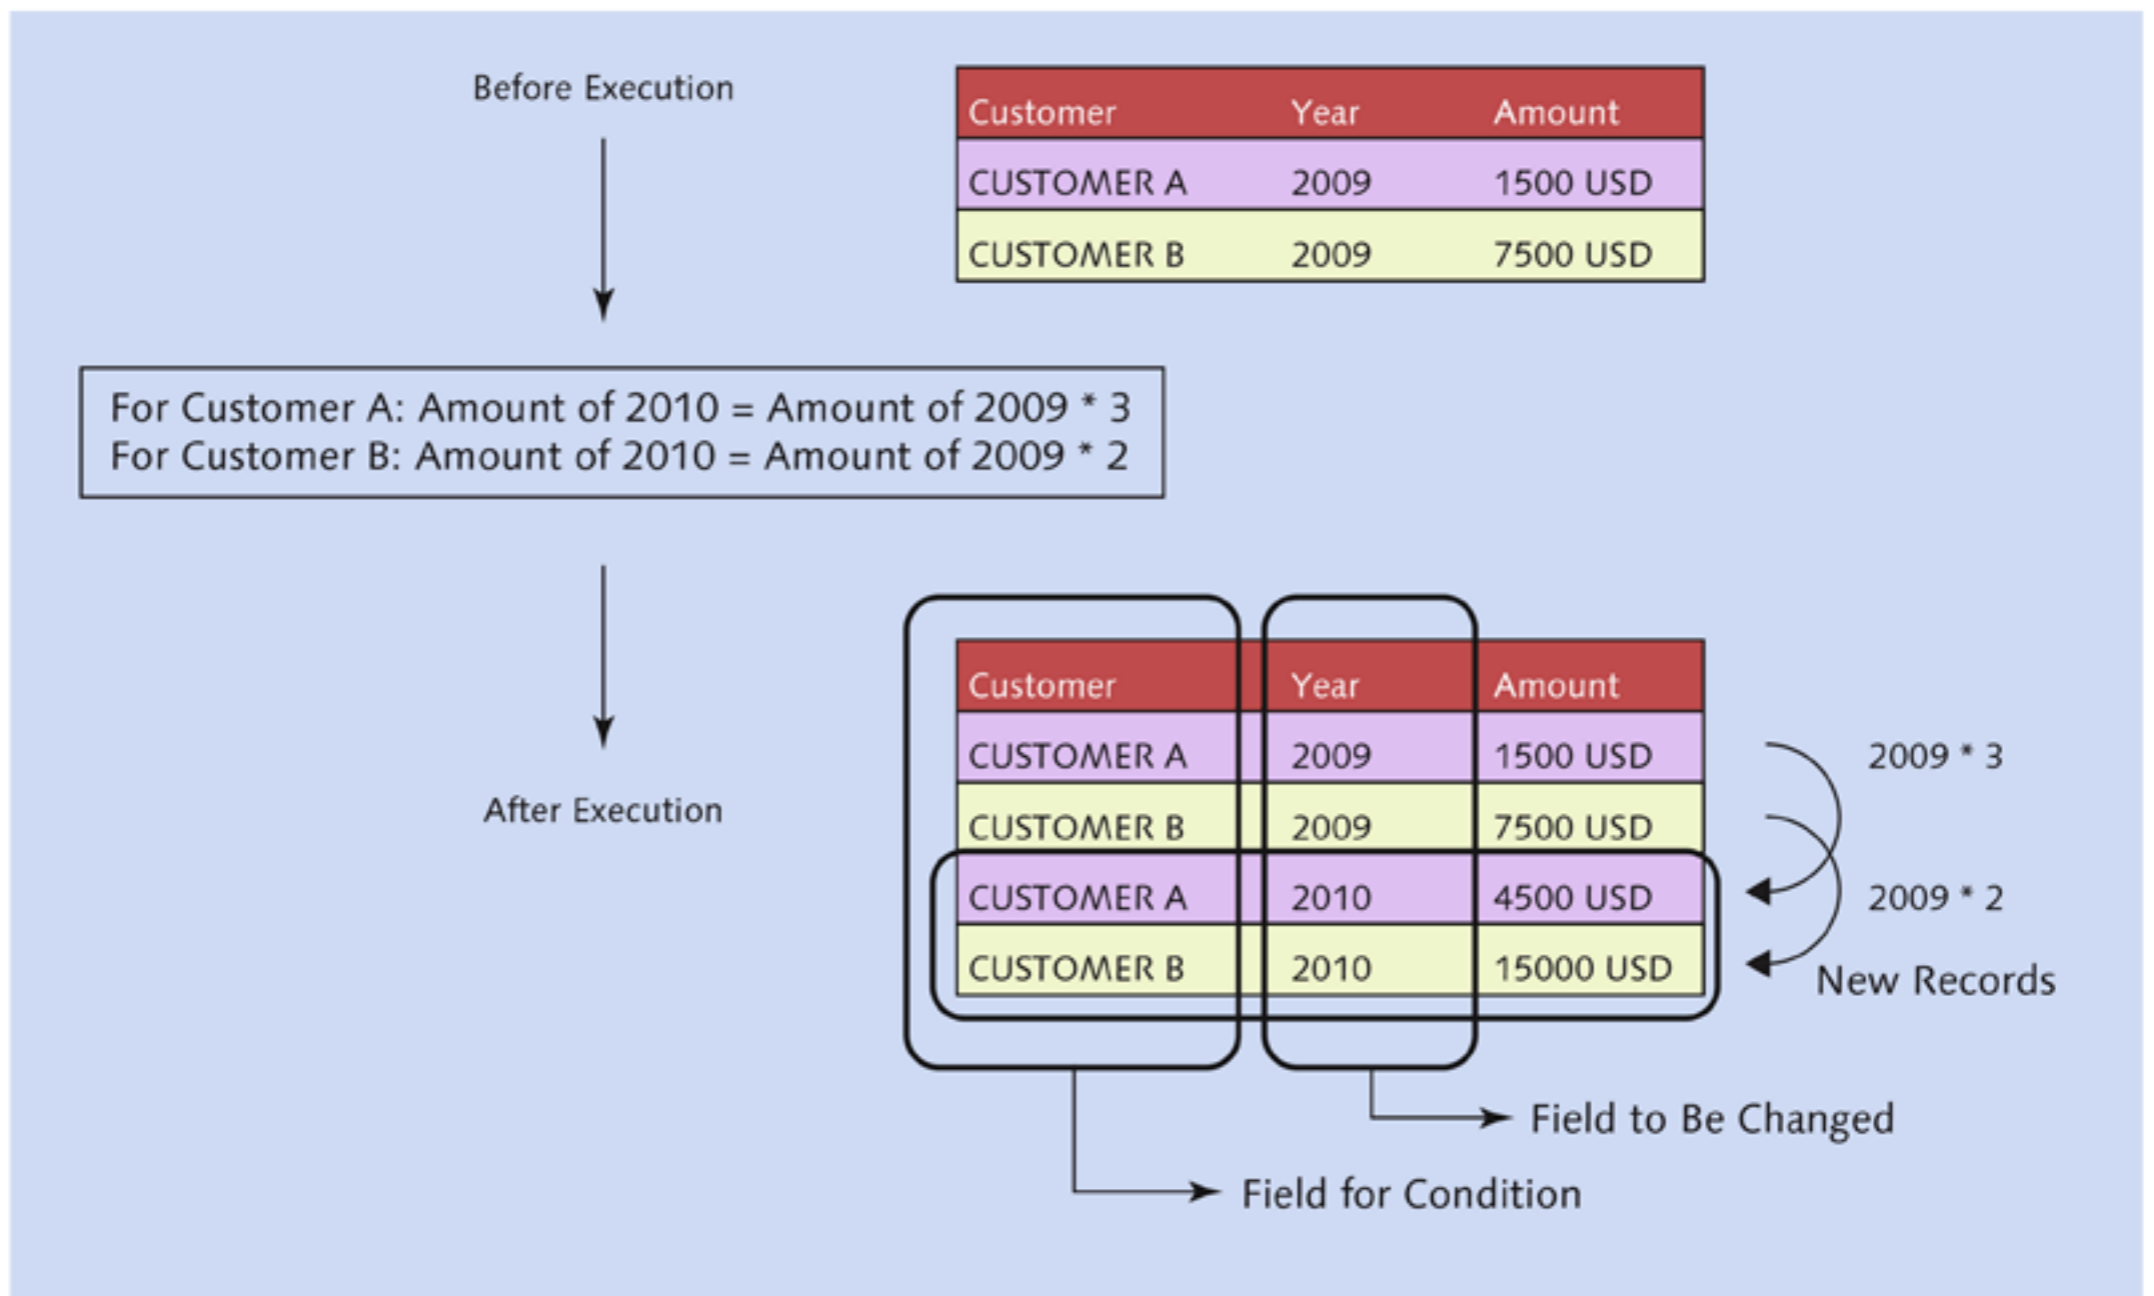 Before Execution
Customer Year Amount
CUSTOMER A 2009 1500 USD
CUSTOMER B 2009 7500 USD
For Customer A: Amount of 2010 = Amount of 2009 * 3
For Customer B: Amount of 2010 = Amount of 2009 * 2
After Execution
Customer Year Amount
CUSTOMER A 2009 1500 USD
CUSTOMER B 2009 7500 USD
CUSTOMER A 2010 4500 USD
CUSTOMER B 2010 15000 USD
2009 * 3
2009 * 2
New Records
Field to Be Changed
Field for Condition